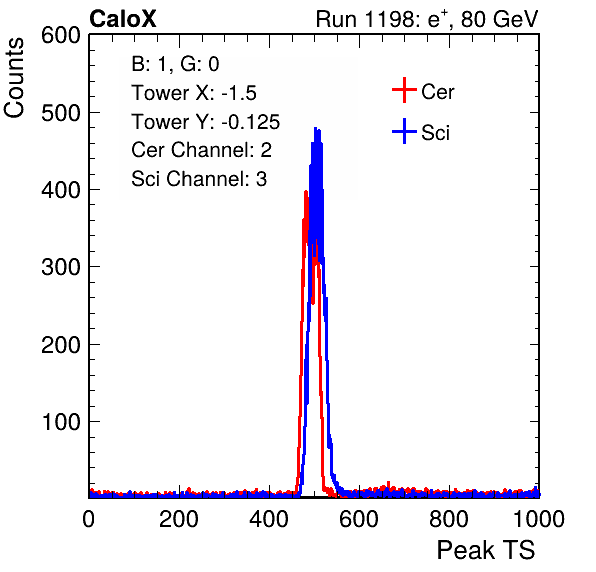 CaloX Run 1198: e⁺, 80 GeV
B: 1, G: 0
Tower X: -1.5
Tower Y: -0.125
Cer Channel: 2
Sci Channel: 3
Cer
Sci
Counts
600
500
400
300
200
100
0 200 400 600 800 1000
Peak TS